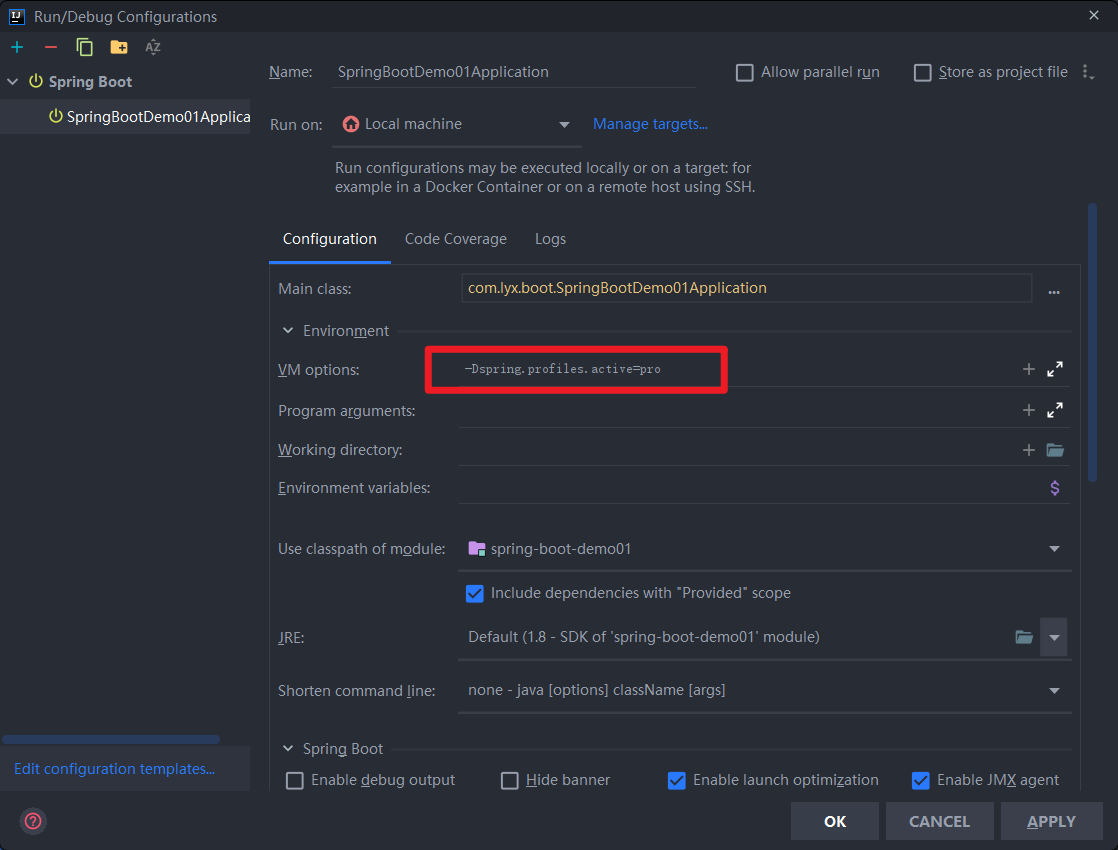 Run/Debug Configurations
AZ
Name: SpringBootDemo01Application Allow parallel run Store as project file
Spring Boot
SpringBootDemo01Applica
Run on: Local machine Manage targets...
Run configurations may be executed locally or on a target: for
example in a Docker Container or on a remote host using SSH.
Configuration Code Coverage Logs
Main class: com.lyx.boot.SpringBootDemo01Application ...
Environment
VM options: -Dspring.profiles.active=pro
Program arguments:
Working directory:
Environment variables: $
Use classpath of module: spring-boot-demo01
Include dependencies with "Provided" scope
JRE: Default (1.8 - SDK of 'spring-boot-demo01' module)
Shorten command line: none - java [options] className [args]
Spring Boot
Enable debug output Hide banner Enable launch optimization Enable JMX agent
Edit configuration templates...
? OK CANCEL APPLY